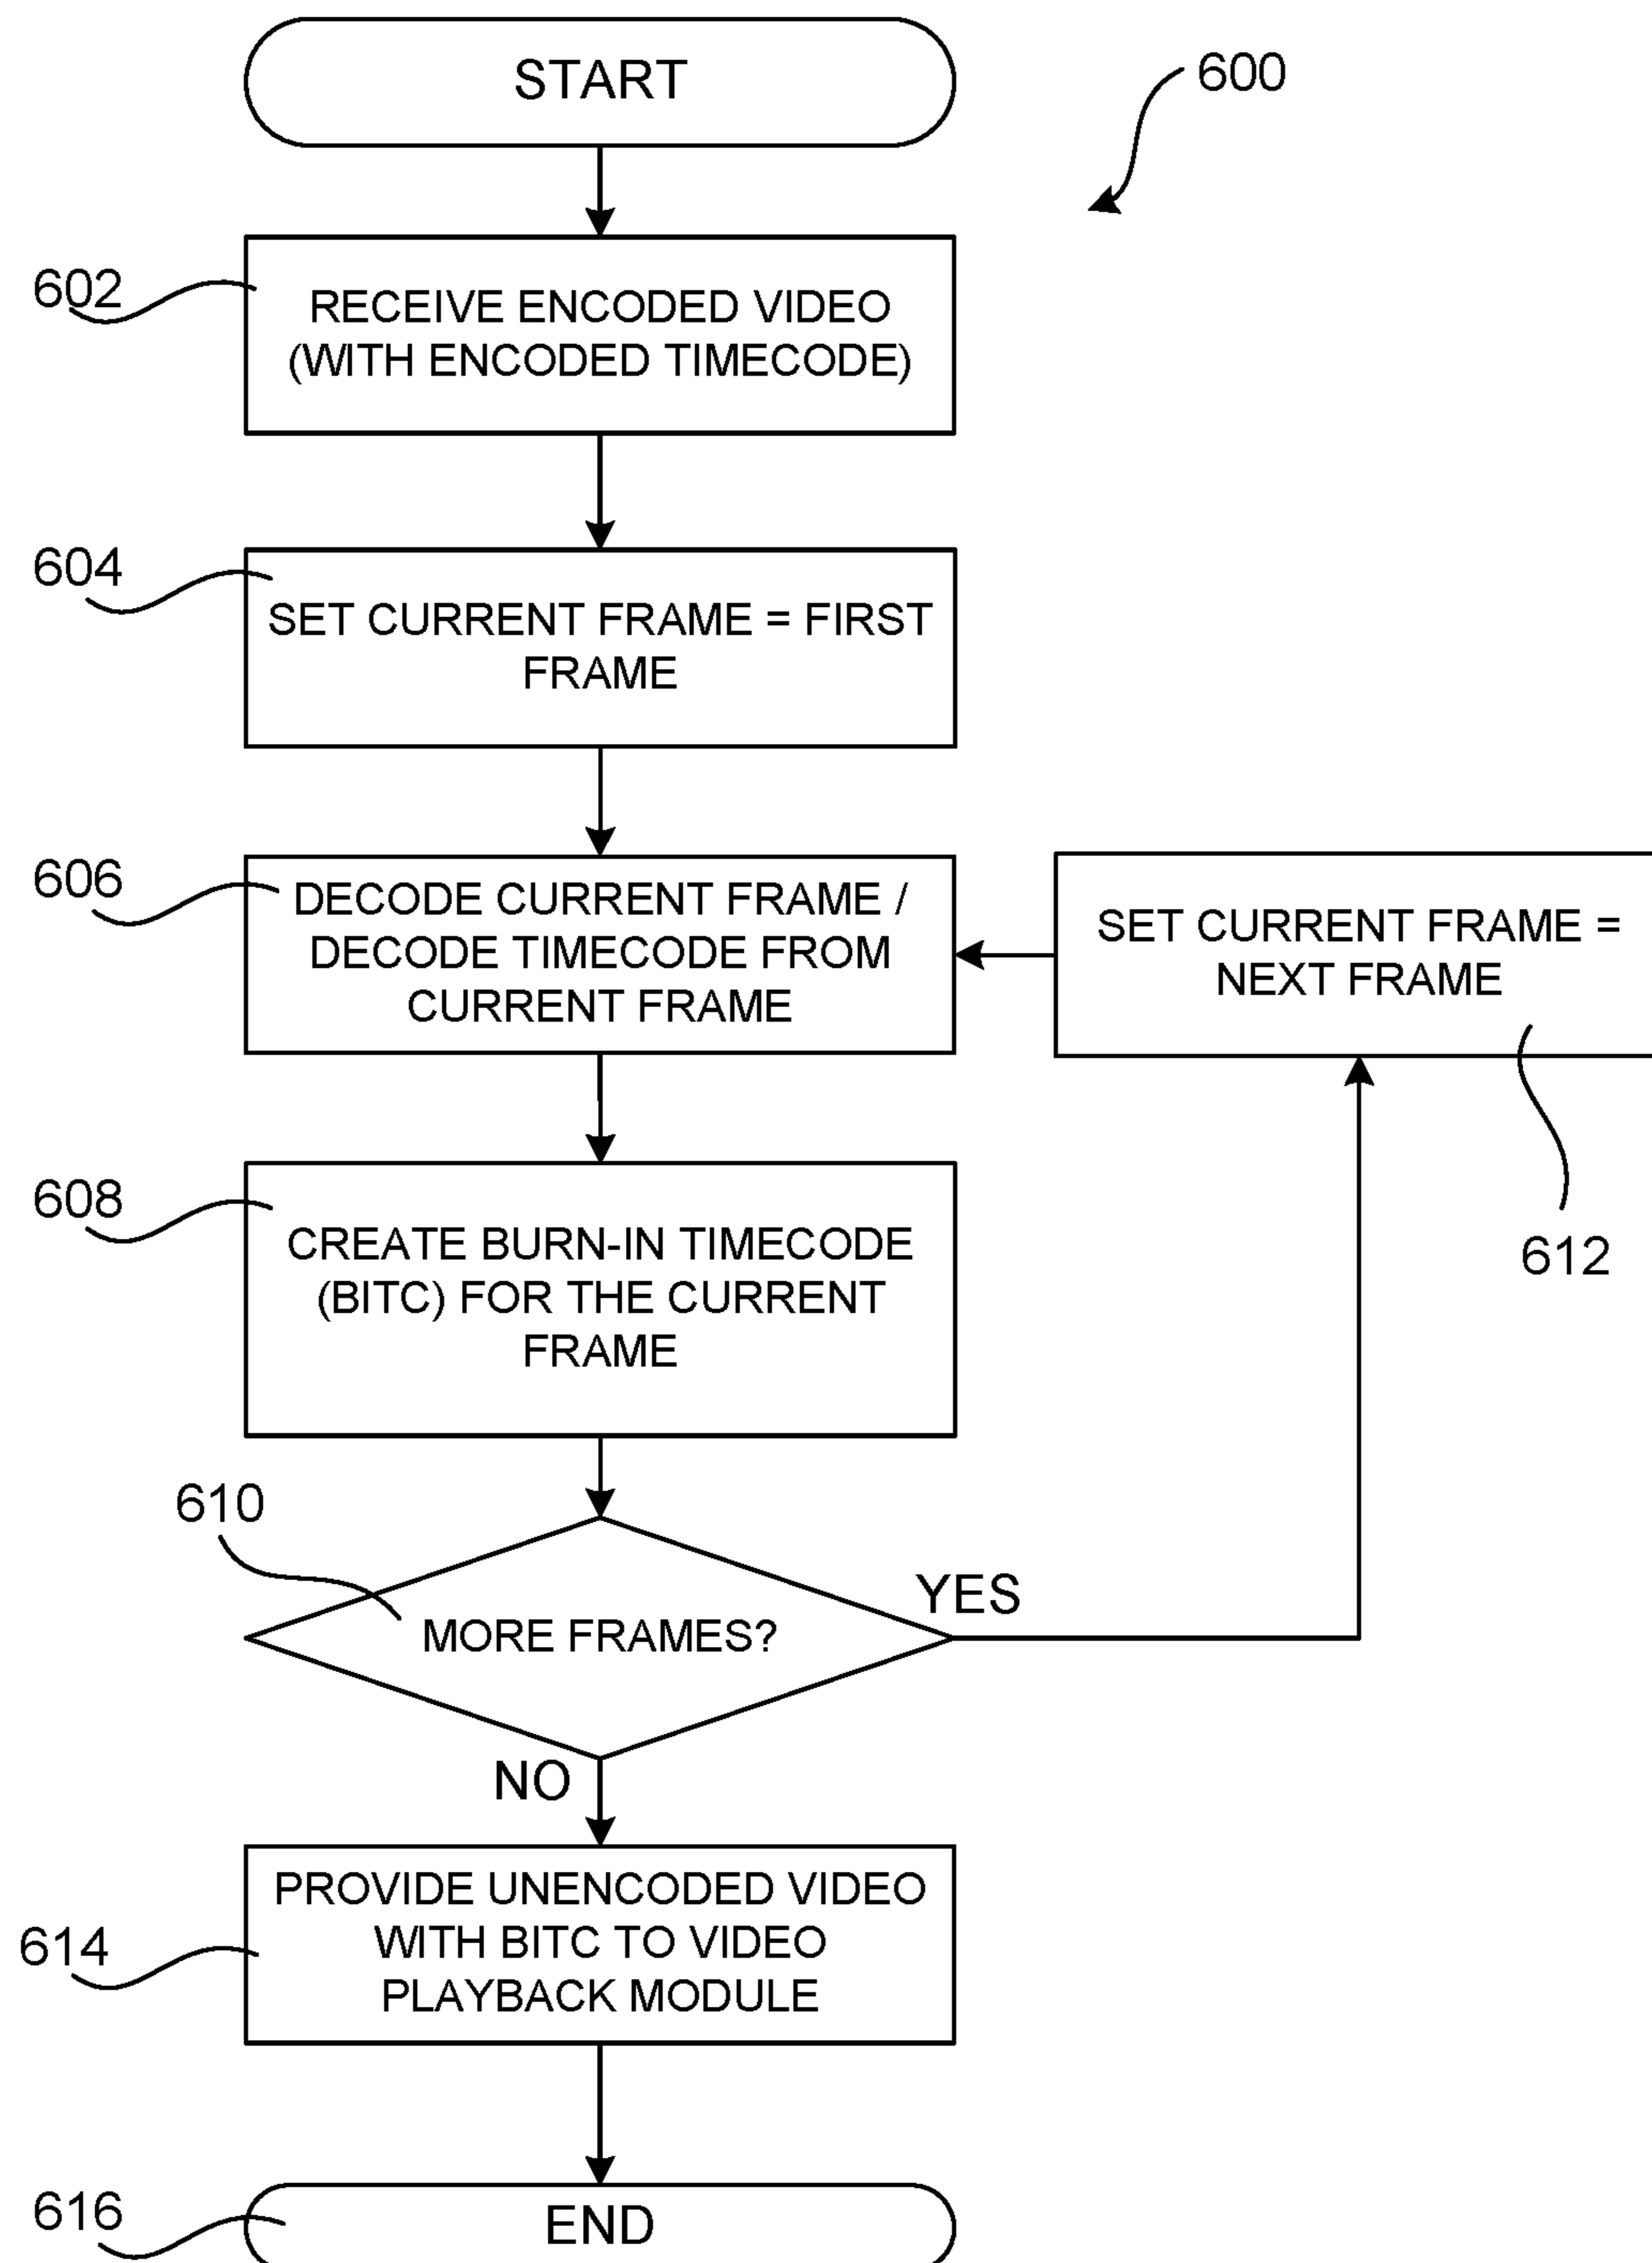 START
600
602
RECEIVE ENCODED VIDEO
(WITH ENCODED TIMECODE)
604
SET CURRENT FRAME = FIRST
FRAME
606
DECODE CURRENT FRAME /
DECODE TIMECODE FROM
CURRENT FRAME
SET CURRENT FRAME =
NEXT FRAME
612
608
CREATE BURN-IN TIMECODE
(BITC) FOR THE CURRENT
FRAME
610
MORE FRAMES?
YES
NO
614
PROVIDE UNENCODED VIDEO
WITH BITC TO VIDEO
PLAYBACK MODULE
616
END